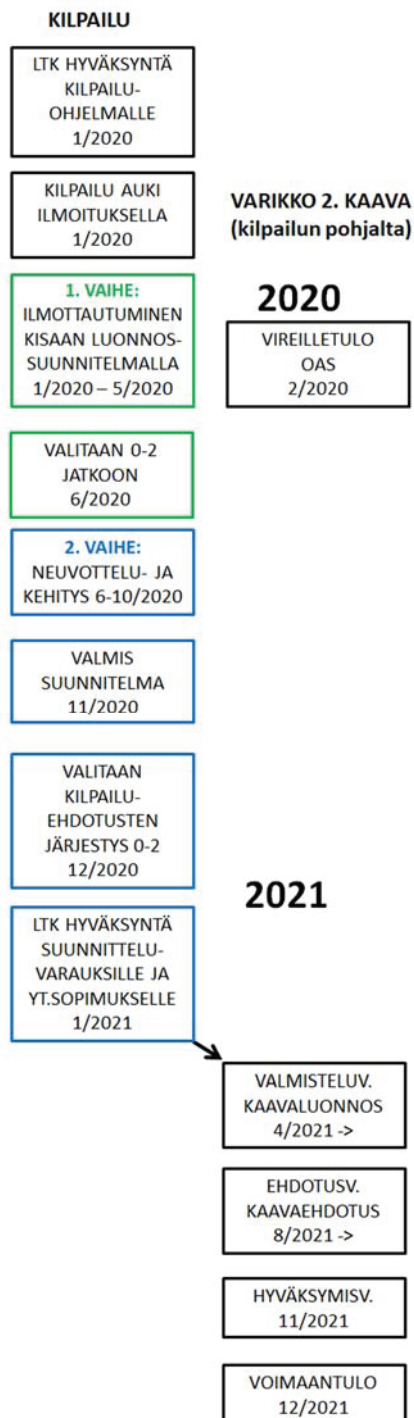 KILPAILU
LTK HYVÄKSYNTÄ
KILPAILU-
OHJELMALLE
1/2020
KILPAILU AUKI
ILMOITUKSELLA
1/2020
VARIKKO 2. KAAVA
(kilpailun pohjalta)
1. VAIHE:
ILMOTTAUTUMINEN
KISAAN LUONNOS-
SUUNNITELMALLA
1/2020 – 5/2020
2020
VIREILLETULO
OAS
2/2020
VALITAAN 0-2
JATKOON
6/2020
2. VAIHE:
NEUVOTTELU- JA
KEHITYS 6-10/2020
VALMIS
SUUNNITELMA
11/2020
VALITAAN
KILPAILU-
EHDOTUSTEN
JÄRJESTYS 0-2
12/2020
2021
LTK HYVÄKSYNTÄ
SUUNNITTELU-
VARAUKSILLE JA
YT.SOPIMUKSELLE
1/2021
VALMISTELUV.
KAAVALUONNOS
4/2021 ->
EHDOTUSV.
KAAVAEHDOTUS
8/2021 ->
HYVÄKSYMISV.
11/2021
VOIMAANTULO
12/2021